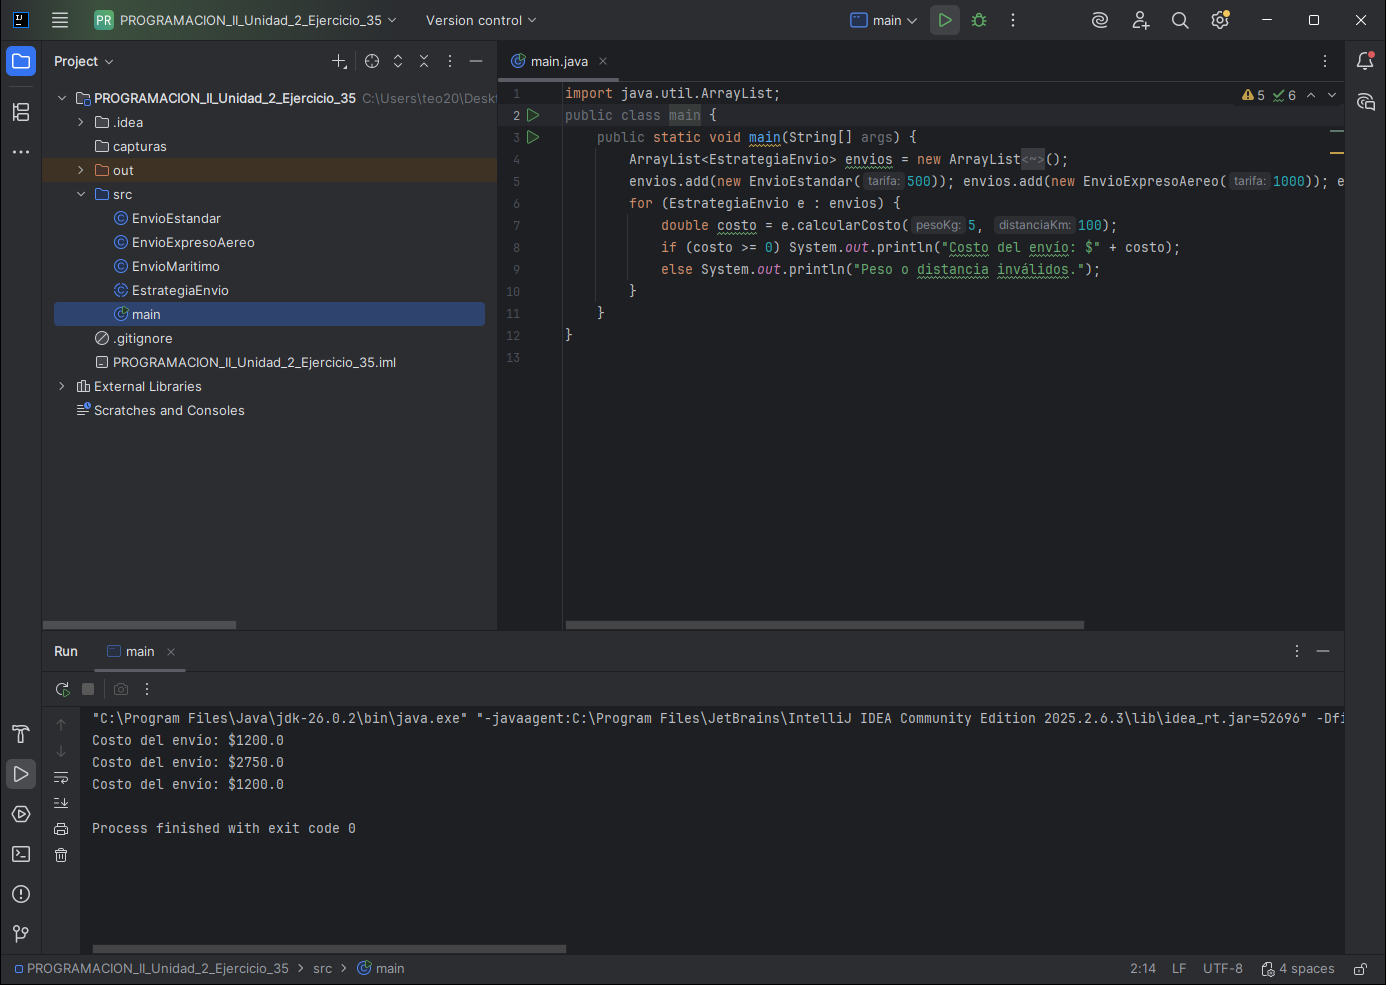 PR PROGRAMACION_II_Unidad_2_Ejercicio_35 Version control main
Project
PROGRAMACION_II_Unidad_2_Ejercicio_35 C:\Users\teo20\Deskt
.idea
capturas
out
src
EnvioEstandar
EnvioExpresoAereo
EnvioMaritimo
EstrategiaEnvio
main
.gitignore
PROGRAMACION_II_Unidad_2_Ejercicio_35.iml
External Libraries
Scratches and Consoles
main.java
5 6
1 import java.util.ArrayList;
2 public class main {
3 public static void main(String[] args) {
4 ArrayList<EstrategiaEnvio> envios = new ArrayList<~>();
5 envios.add(new EnvioEstandar( tarifa: 500)); envios.add(new EnvioExpresoAereo( tarifa: 1000)); e
6 for (EstrategiaEnvio e : envios) {
7 double costo = e.calcularCosto( pesoKg: 5, distanciaKm: 100);
8 if (costo >= 0) System.out.println("Costo del envío: $" + costo);
9 else System.out.println("Peso o distancia inválidos.");
10 }
11 }
12 }
13
Run main
"C:\Program Files\Java\jdk-26.0.2\bin\java.exe" "-javaagent:C:\Program Files\JetBrains\IntelliJ IDEA Community Edition 2025.2.6.3\lib\idea_rt.jar=52696" -Dfi
Costo del envío: $1200.0
Costo del envío: $2750.0
Costo del envío: $1200.0
Process finished with exit code 0
PROGRAMACION_II_Unidad_2_Ejercicio_35 > src > main 2:14 LF UTF-8 4 spaces